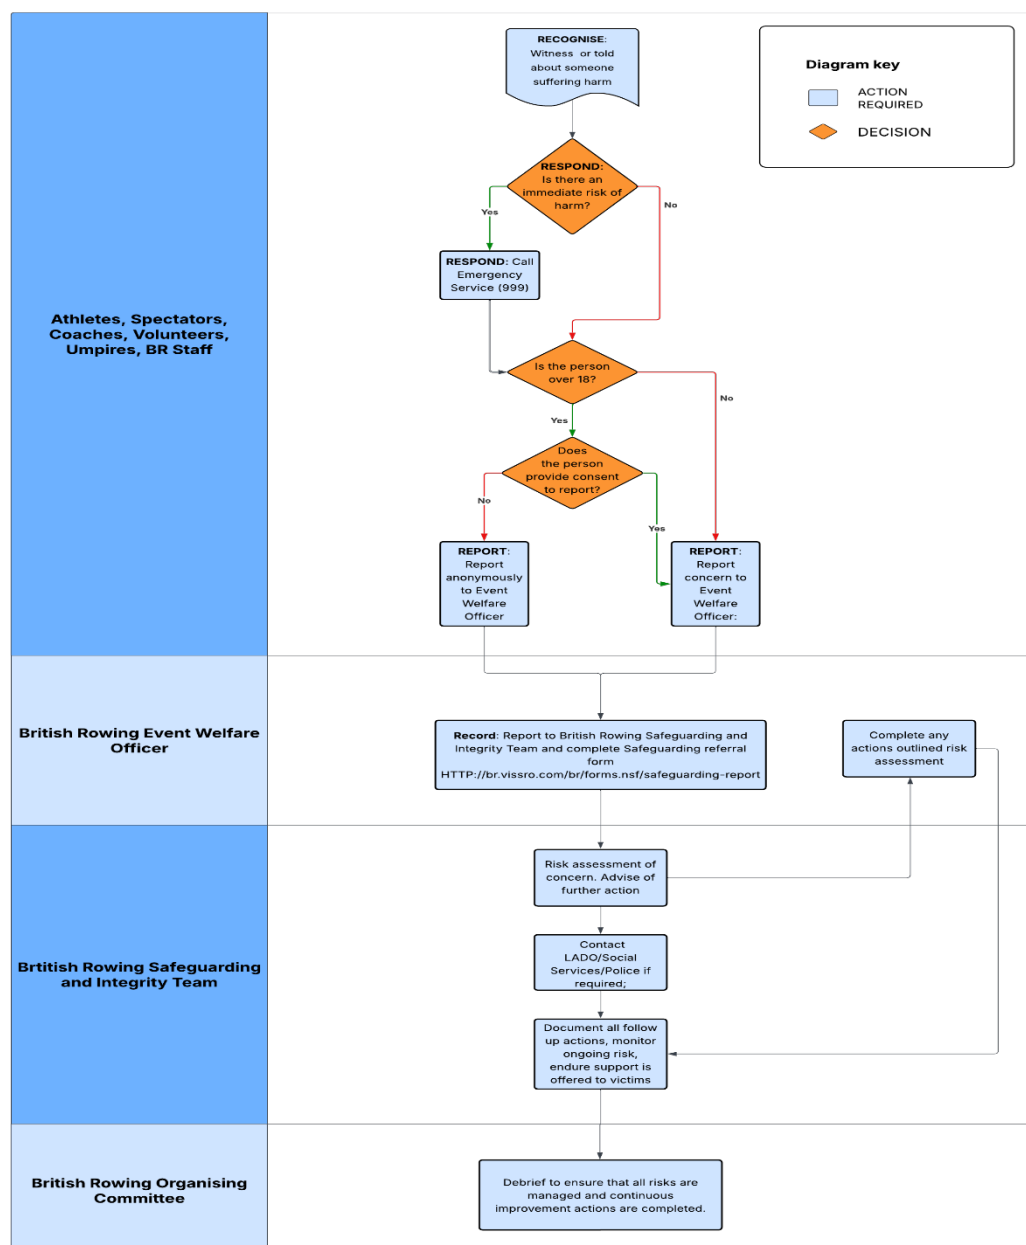 RECOGNISE:
Witness or told
about someone
suffering harm
Diagram key
ACTION
REQUIRED
DECISION
RESPOND:
Is there an
immediate risk of
harm?
Yes
No
RESPOND: Call
Emergency
Service (999)
Athletes, Spectators,
Coaches, Volunteers,
Umpires, BR Staff
Is the person
over 18?
No
Yes
Does
the person
provide consent
to report?
No
Yes
REPORT:
Report
anonymously
to Event
Welfare
Officer
REPORT:
Report
concern to
Event
Welfare
Officer:
British Rowing Event Welfare
Officer
Record: Report to British Rowing Safeguarding and
Integrity Team and complete Safeguarding referral
form
HTTP://br.vissro.com/br/forms.nsf/safeguarding-report
Complete any
actions outlined risk
assessment
Risk assessment of
concern. Advise of
further action
Brtitish Rowing Safeguarding
and Integrity Team
Contact
LADO/Social
Services/Police if
required;
Document all follow
up actions, monitor
ongoing risk,
endure support is
offered to victims
British Rowing Organising
Committee
Debrief to ensure that all risks are
managed and continuous
improvement actions are completed.